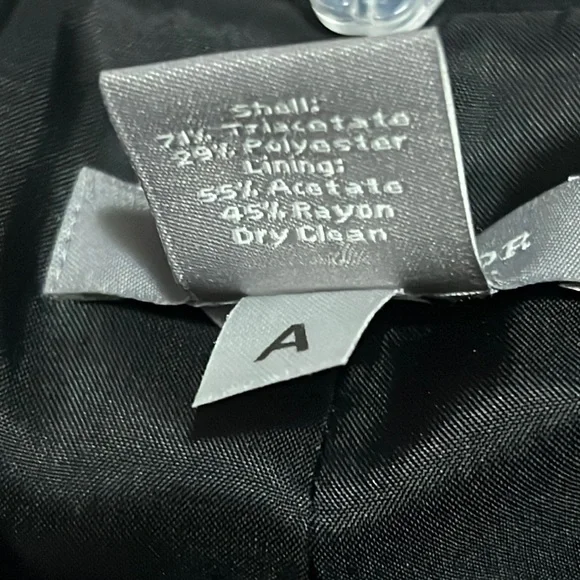 Shell:
71% Triacetate
29% Polyester
Lining:
55% Acetate
45% Rayon
Dry Clean
A